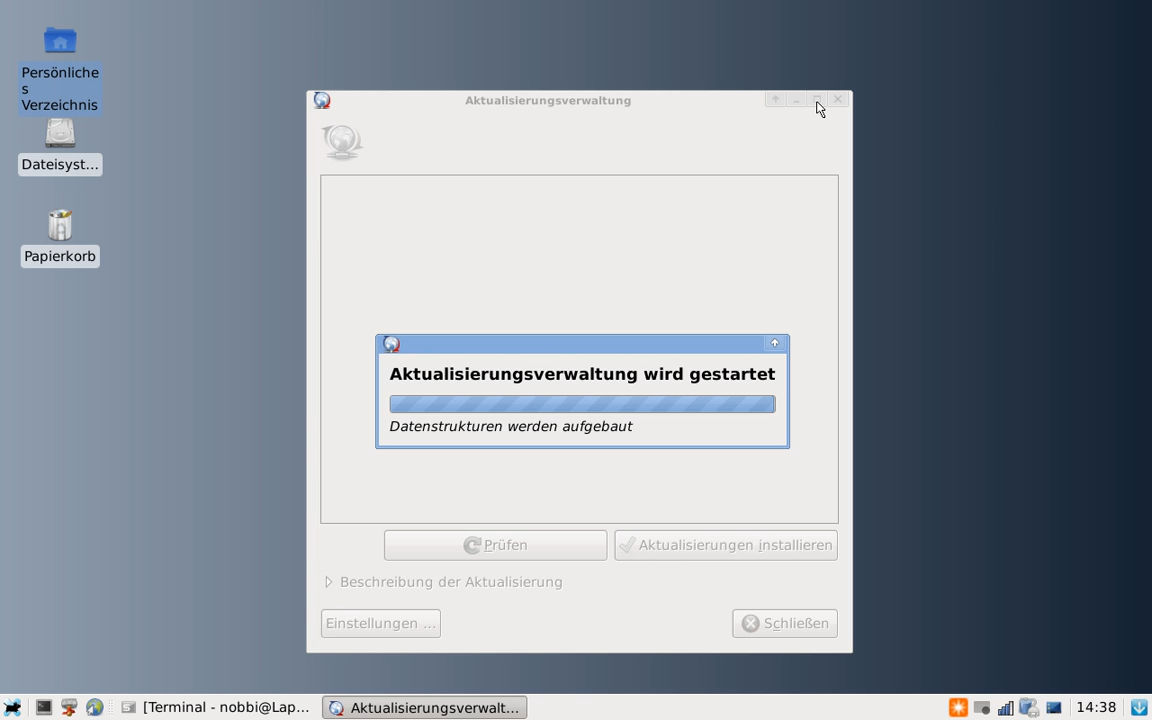 Persönliche
s
Verzeichnis
Dateisyst...
Papierkorb
Aktualisierungsverwaltung
Aktualisierungsverwaltung wird gestartet
Datenstrukturen werden aufgebaut
Prüfen
Aktualisierungen installieren
Beschreibung der Aktualisierung
Einstellungen ...
Schließen
[Terminal - nobbi@Lap...
Aktualisierungsverwalt...
14:38